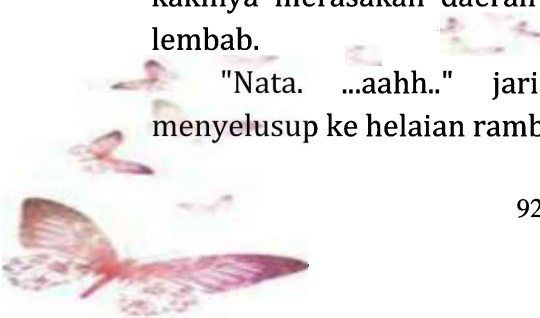 kakinya merasakan daerah
lembab.
"Nata. ...aahh.." jari
menyelusup ke helaian ramb
92